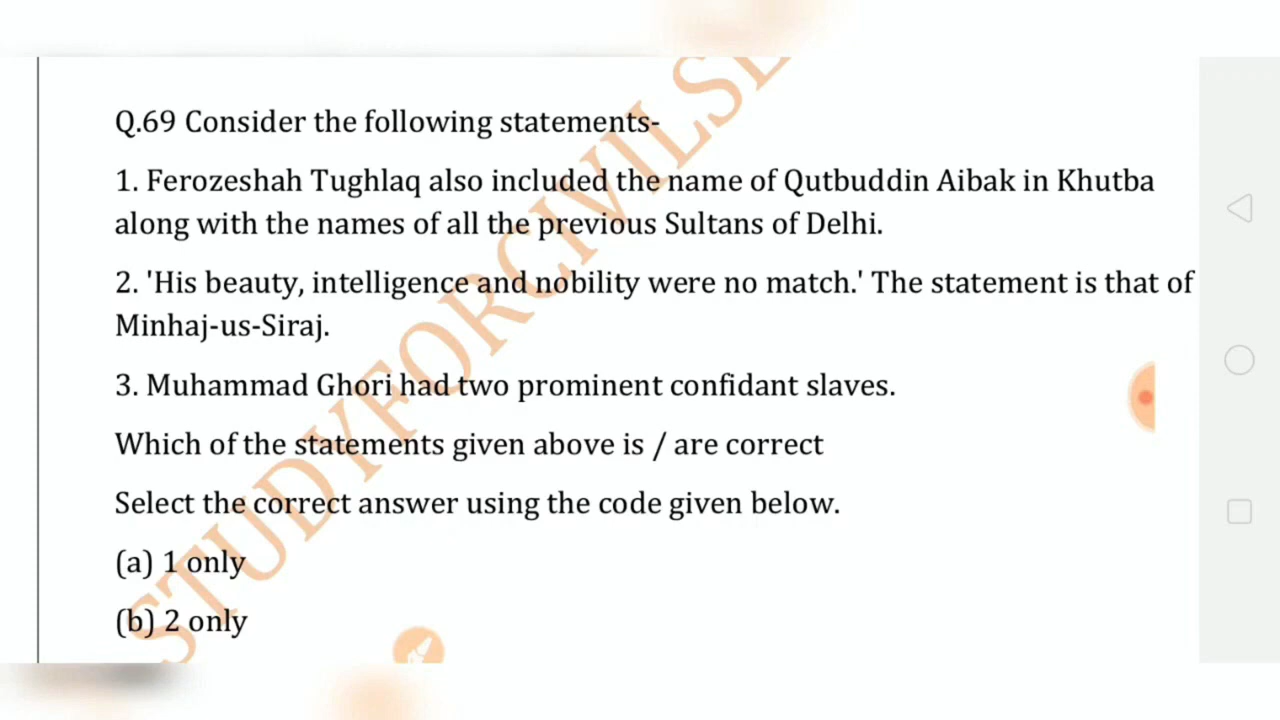 Q.69 Consider the following statements-
1. Ferozeshah Tughlaq also included the name of Qutbuddin Aibak in Khutba
along with the names of all the previous Sultans of Delhi.
2. 'His beauty, intelligence and nobility were no match.' The statement is that of
Minhaj-us-Siraj.
3. Muhammad Ghori had two prominent confidant slaves.
Which of the statements given above is / are correct
Select the correct answer using the code given below.
(a) 1 only
(b) 2 only
STUDYFORCIVILSE